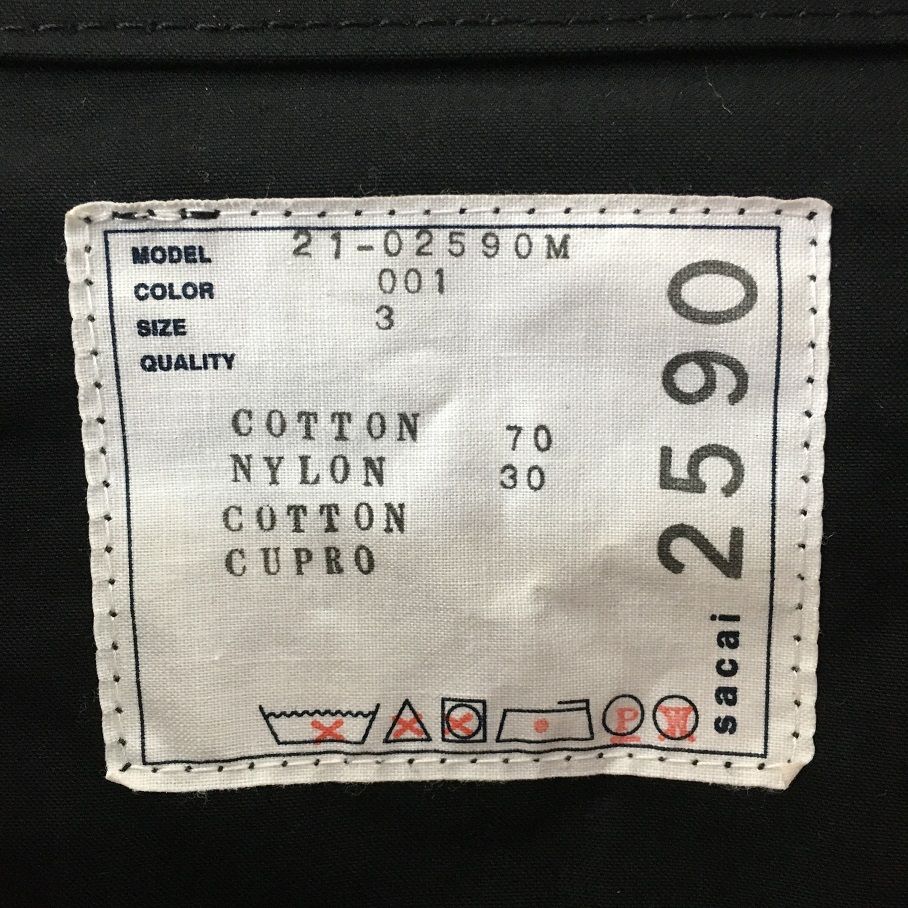 MODEL 21-02590M
COLOR 001
SIZE 3
QUALITY
COTTON 70
NYLON 30
COTTON
CUPRO
P W
sacai 2590